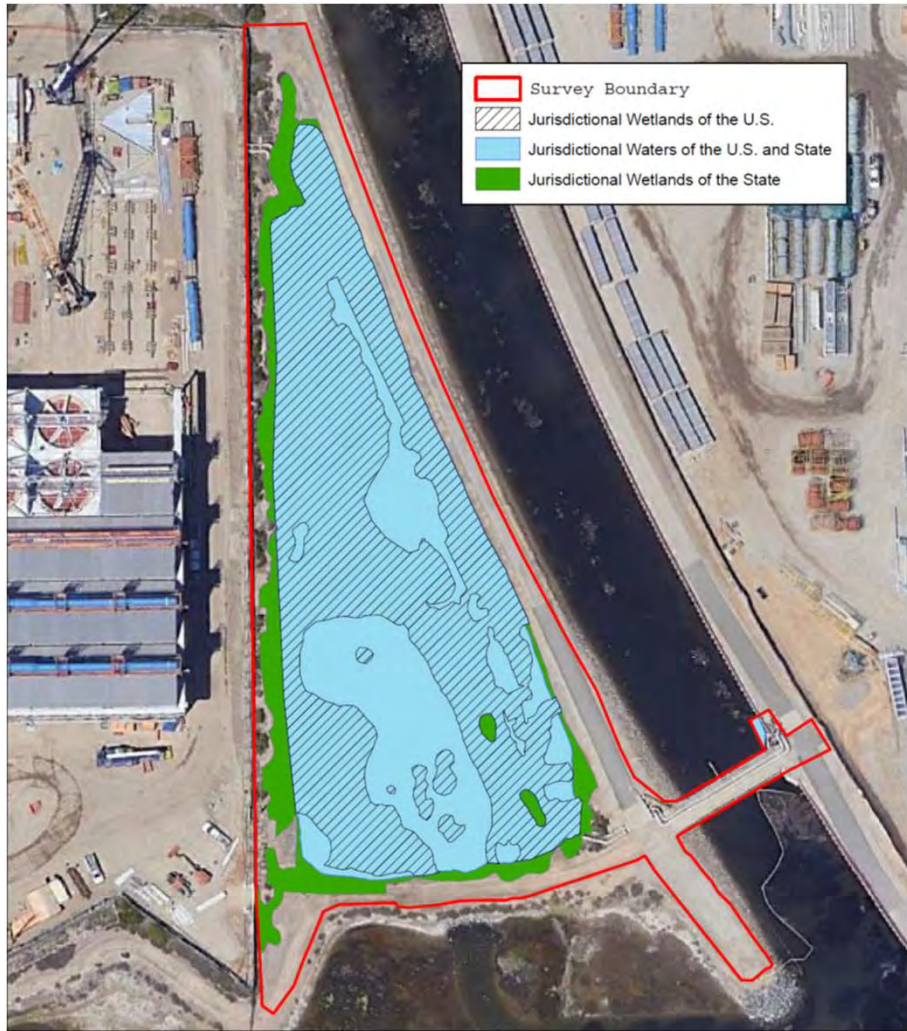 Survey Boundary
Jurisdictional Wetlands of the U.S.
Jurisdictional Waters of the U.S. and State
Jurisdictional Wetlands of the State